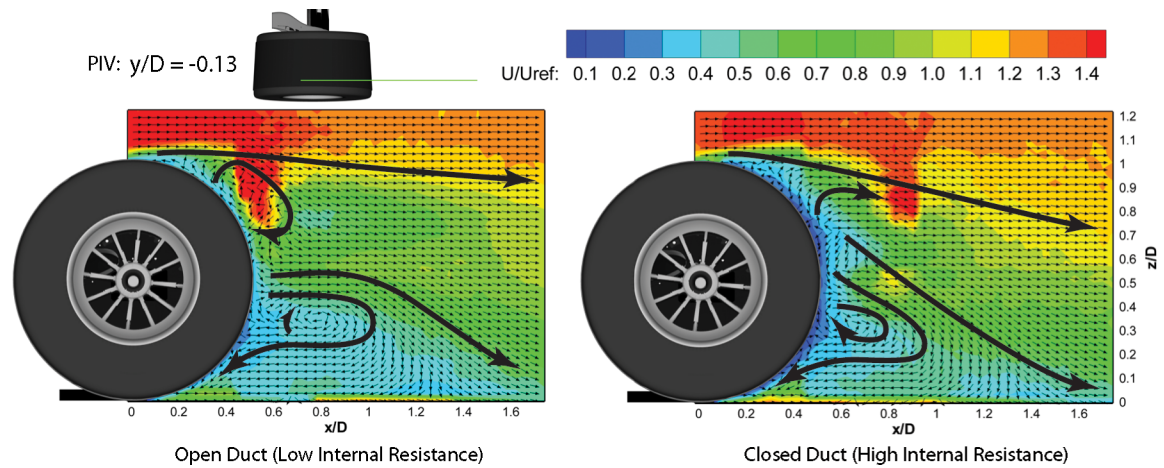 PIV: y/D = -0.13
U/Uref: 0.1 0.2 0.3 0.4 0.5 0.6 0.7 0.8 0.9 1.0 1.2 1.3 1.4
1.2
1.1
1
0.9
0.8
0.7
0.6
0.5
0.4
0.3
0.2
0.1
0
z/D
0 0.2 0.4 0.6 0.8 1 1.2 1.4 1.6
x/D
0 0.2 0.4 0.6 0.8 1 1.2 1.4 1.6
x/D
Open Duct (Low Internal Resistance)
Closed Duct (High Internal Resistance)